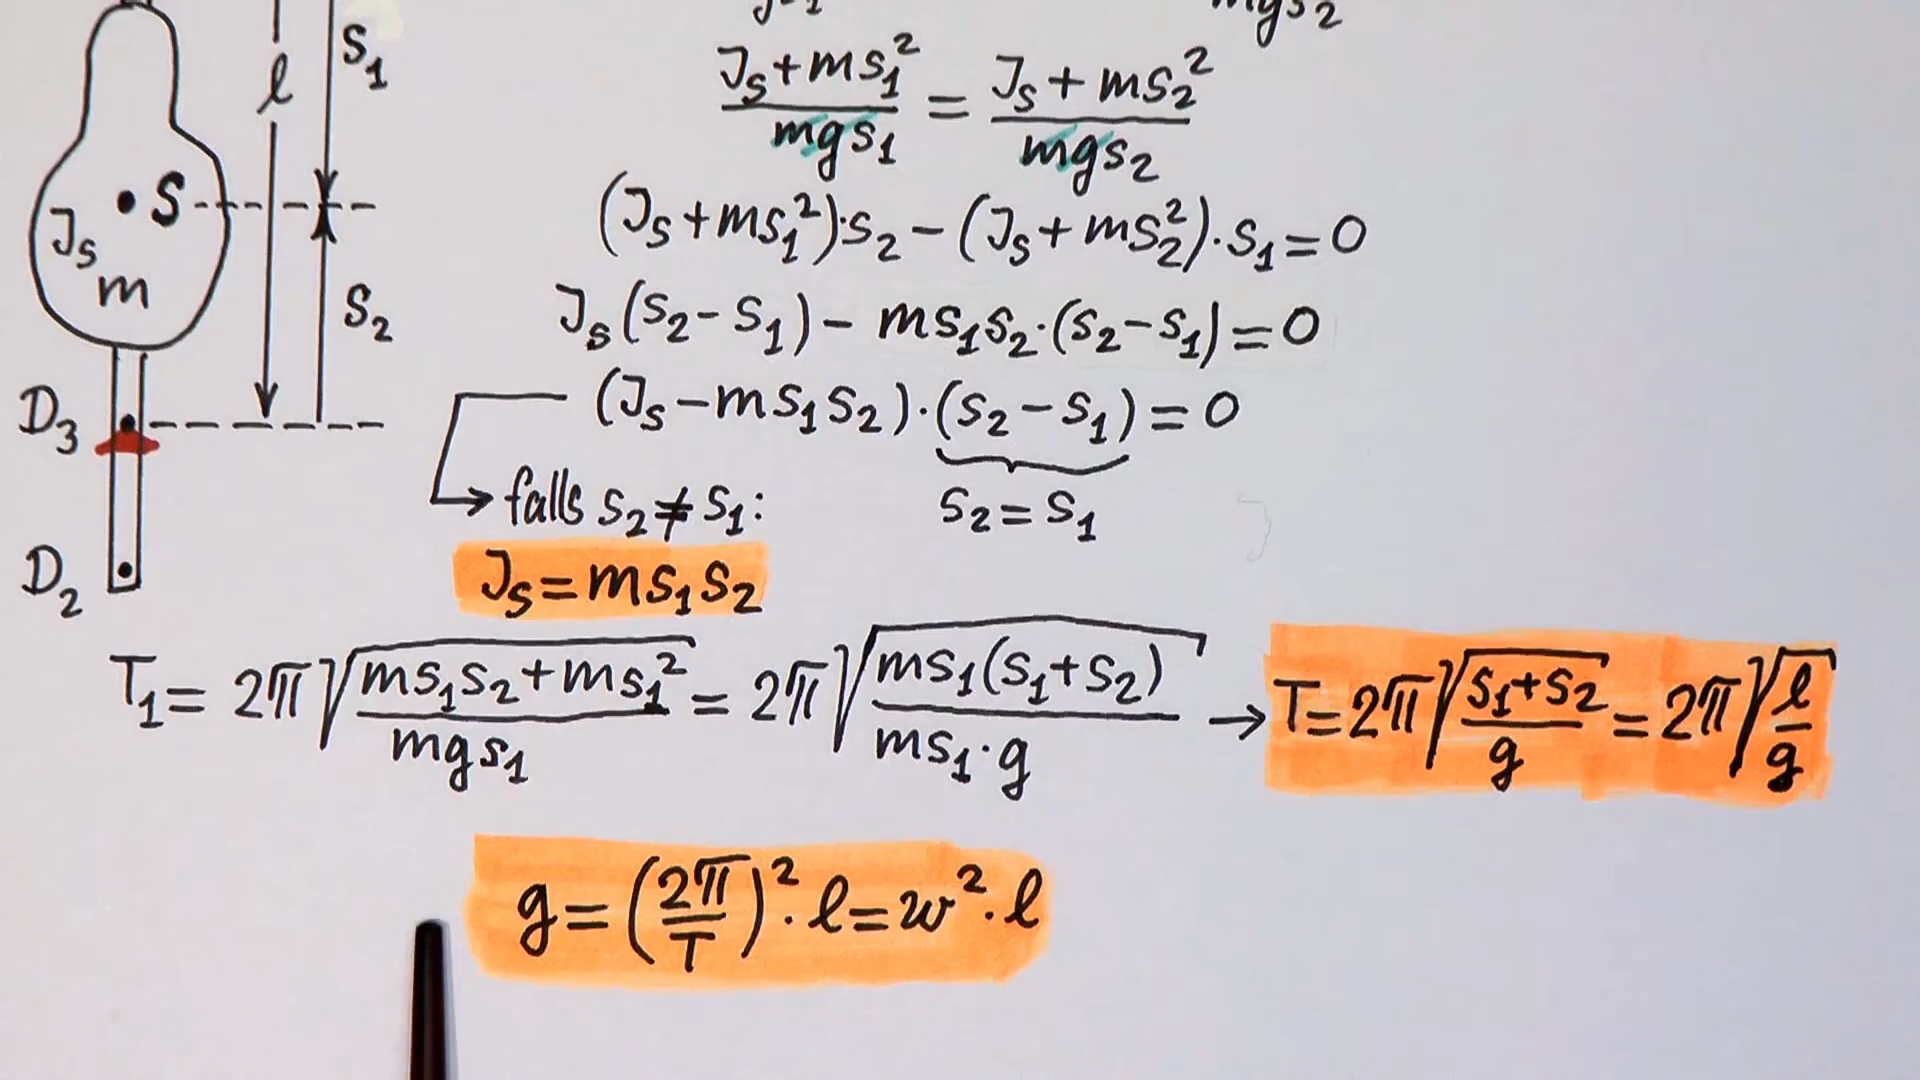 mgs₂
l
s₁
(J_s+ms₁²)/(mgs₁) = (J_s+ms₂²)/(mgs₂)
S
J_s
m
s₂
(J_s+ms₁²)·s₂-(J_s+ms₂²)·s₁=0
J_s(s₂-s₁)-ms₁s₂·(s₂-s₁)=0
D₃
(J_s-ms₁s₂)·(s₂-s₁)=0
falls s₂≠s₁:
s₂=s₁
D₂
J_s=ms₁s₂
T₁=2π√((ms₁s₂+ms₁²)/(mgs₁))=2π√((ms₁(s₁+s₂))/(ms₁·g)) → T=2π√((s₁+s₂)/g)=2π√(l/g)
g=(2π/T)²·l=w²·l